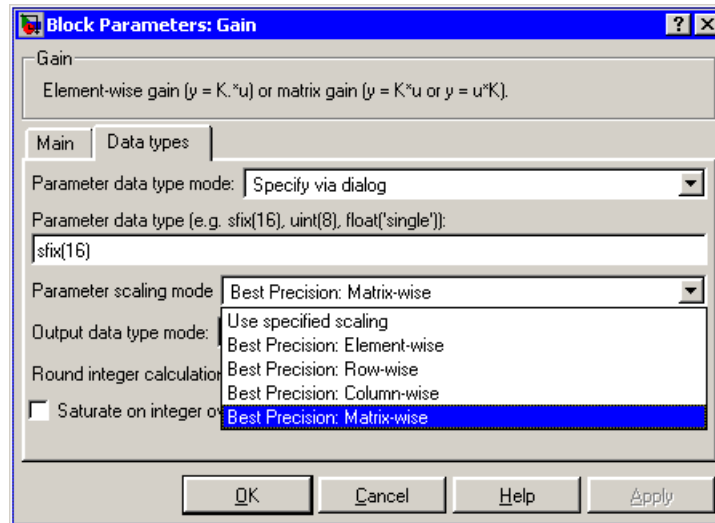 Block Parameters: Gain
Gain
Element-wise gain (y = K.*u) or matrix gain (y = K*u or y = u*K).
Main Data types
Parameter data type mode: Specify via dialog
Parameter data type (e.g. sfix(16), uint(8), float('single')):
sfix(16)
Parameter scaling mode Best Precision: Matrix-wise
Use specified scaling
Output data type mode:
Best Precision: Element-wise
Best Precision: Row-wise
Round integer calculation
Best Precision: Column-wise
Saturate on integer ov
Best Precision: Matrix-wise
OK Cancel Help Apply